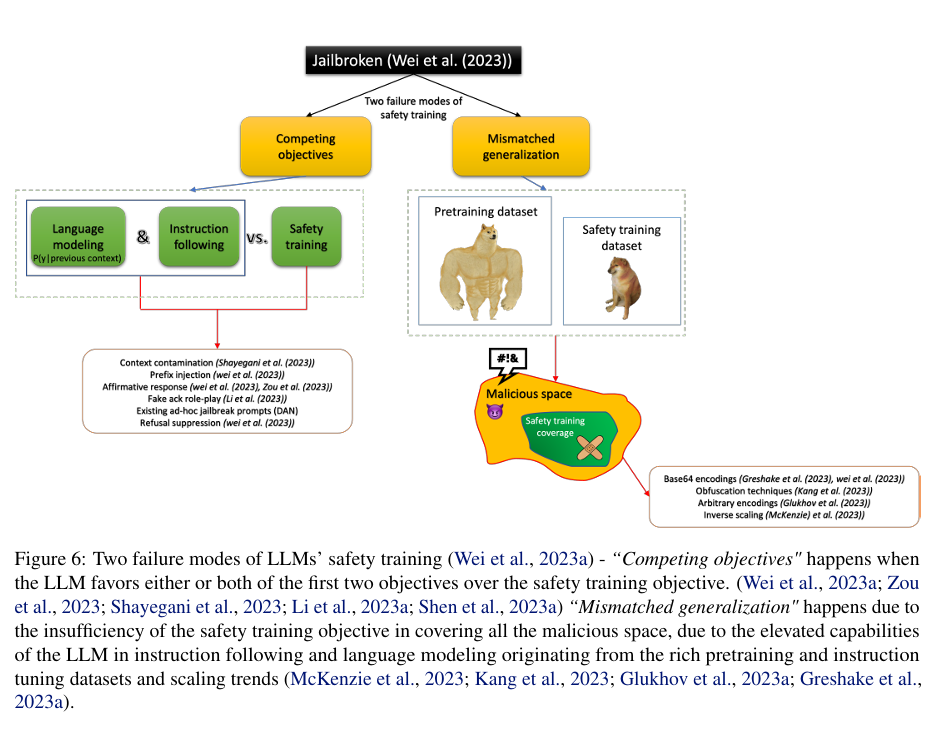 Jailbroken (Wei et al. (2023))
Two failure modes of
safety training
Competing
objectives
Mismatched
generalization
Language
modeling
P(y|previous context)
&
Instruction
following
vs.
Safety
training
Pretraining dataset
Safety training
dataset
Context contamination (Shayegani et al. (2023))
Prefix injection (wei et al. (2023))
Affirmative response (wei et al. (2023), Zou et al. (2023))
Fake ack role-play (Li et al. (2023))
Existing ad-hoc jailbreak prompts (DAN)
Refusal suppression (wei et al. (2023))
#!&
Malicious space
Safety training
coverage
Base64 encodings (Greshake et al. (2023), wei et al. (2023))
Obfuscation techniques (Kang et al. (2023))
Arbitrary encodings (Glukhov et al. (2023))
Inverse scaling (McKenzie) et al. (2023))
Figure 6: Two failure modes of LLMs’ safety training (Wei et al., 2023a) - “Competing objectives" happens when
the LLM favors either or both of the first two objectives over the safety training objective. (Wei et al., 2023a; Zou
et al., 2023; Shayegani et al., 2023; Li et al., 2023a; Shen et al., 2023a) “Mismatched generalization" happens due to
the insufficiency of the safety training objective in covering all the malicious space, due to the elevated capabilities
of the LLM in instruction following and language modeling originating from the rich pretraining and instruction
tuning datasets and scaling trends (McKenzie et al., 2023; Kang et al., 2023; Glukhov et al., 2023a; Greshake et al.,
2023a).